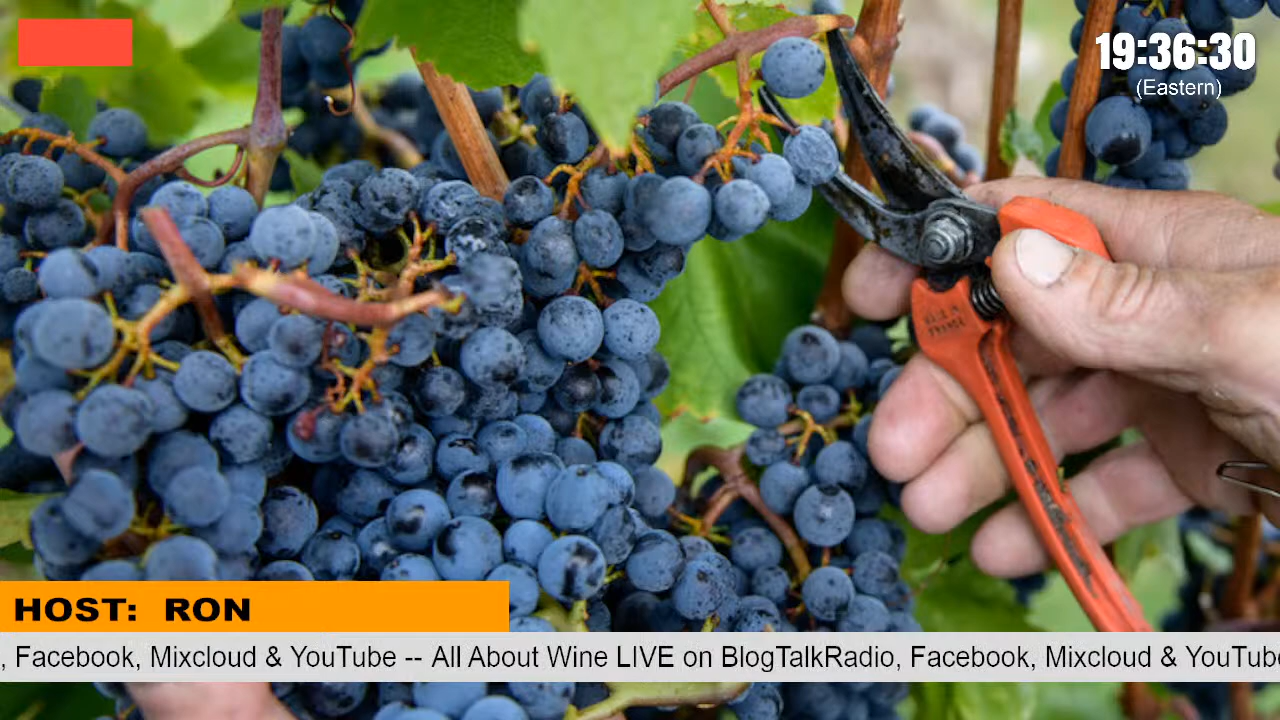 19:36:30
(Eastern)
HOST: RON
, Facebook, Mixcloud & YouTube -- All About Wine LIVE on BlogTalkRadio, Facebook, Mixcloud & YouTube